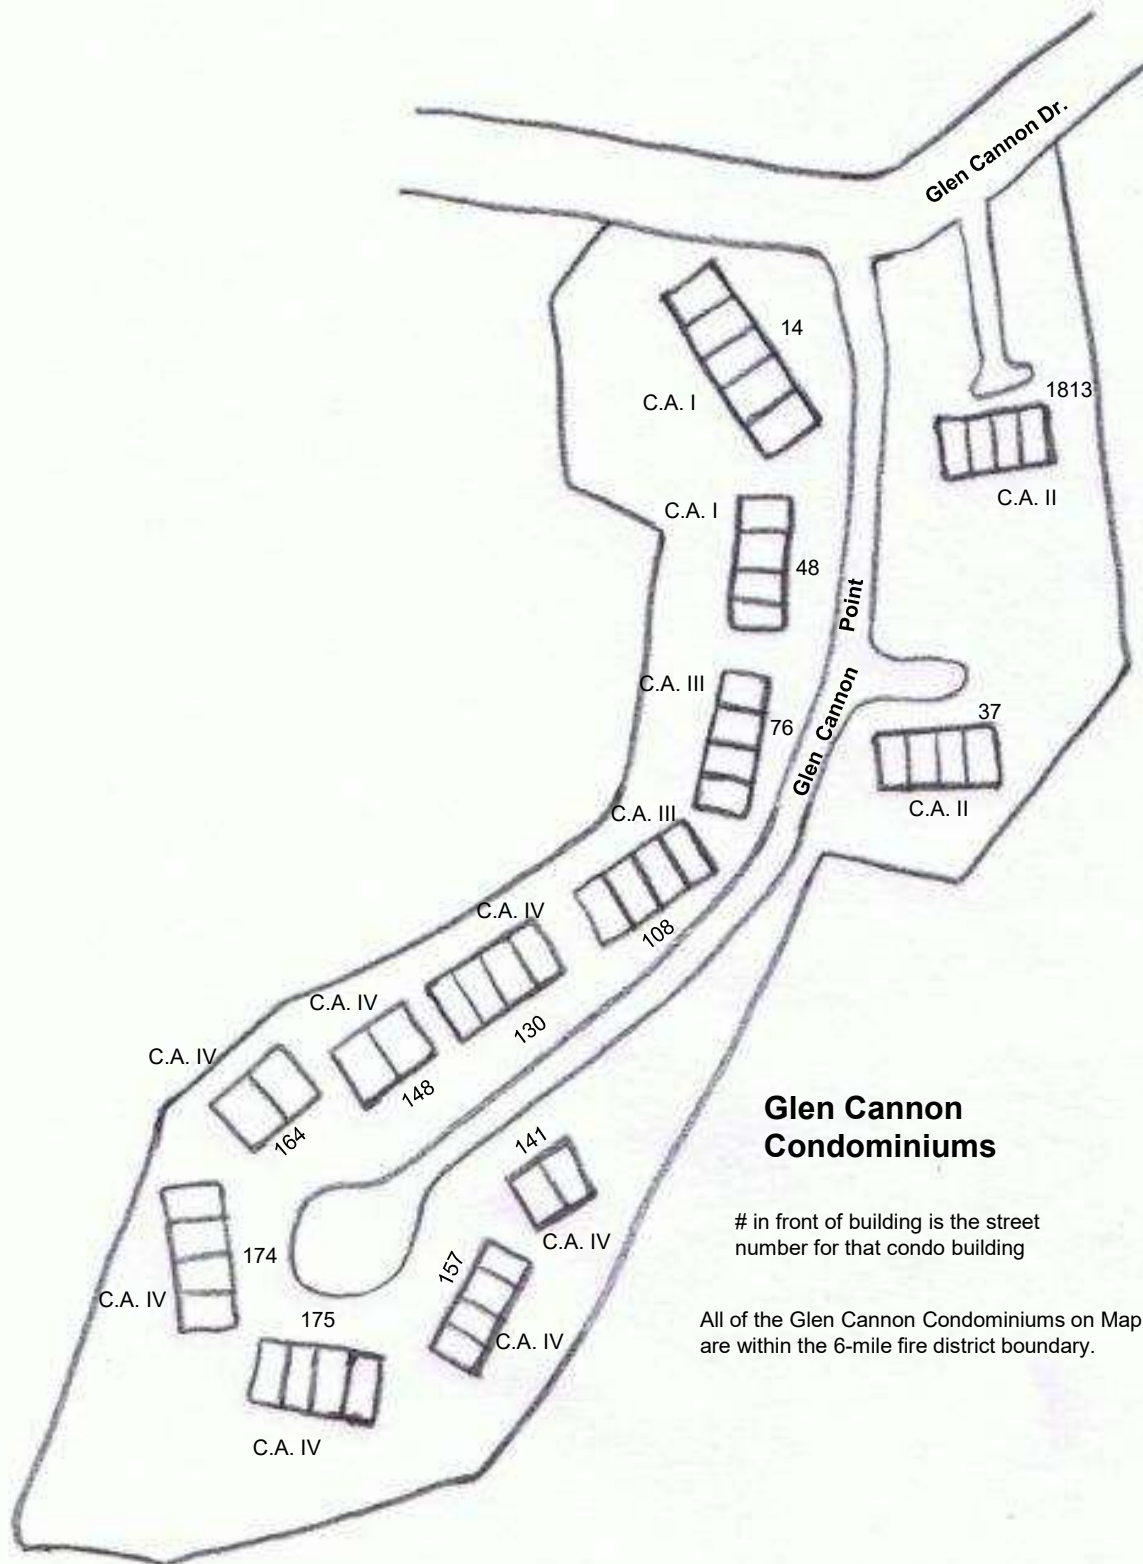 Glen Cannon Dr.
14
C.A. I
1813
C.A. II
C.A. I
48
Glen Cannon Point
C.A. III
76
37
C.A. II
C.A. III
108
C.A. IV
130
C.A. IV
148
C.A. IV
164
141
C.A. IV
157
C.A. IV
174
C.A. IV
175
C.A. IV
Glen Cannon
Condominiums
# in front of building is the street
number for that condo building
All of the Glen Cannon Condominiums on Map
are within the 6-mile fire district boundary.